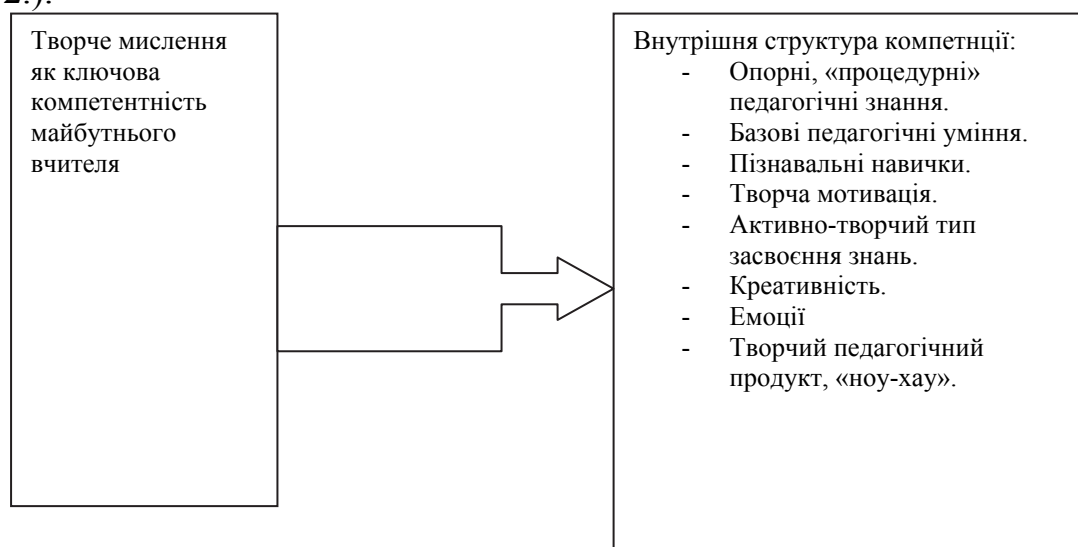 2.).
Творче мислення
як ключова
компетентність
майбутнього
вчителя
Внутрішня структура компетнції:
- Опорні, «процедурні»
педагогічні знання.
- Базові педагогічні уміння.
- Пізнавальні навички.
- Творча мотивація.
- Активно-творчий тип
засвоєння знань.
- Креативність.
- Емоції
- Творчий педагогічний
продукт, «ноу-хау».